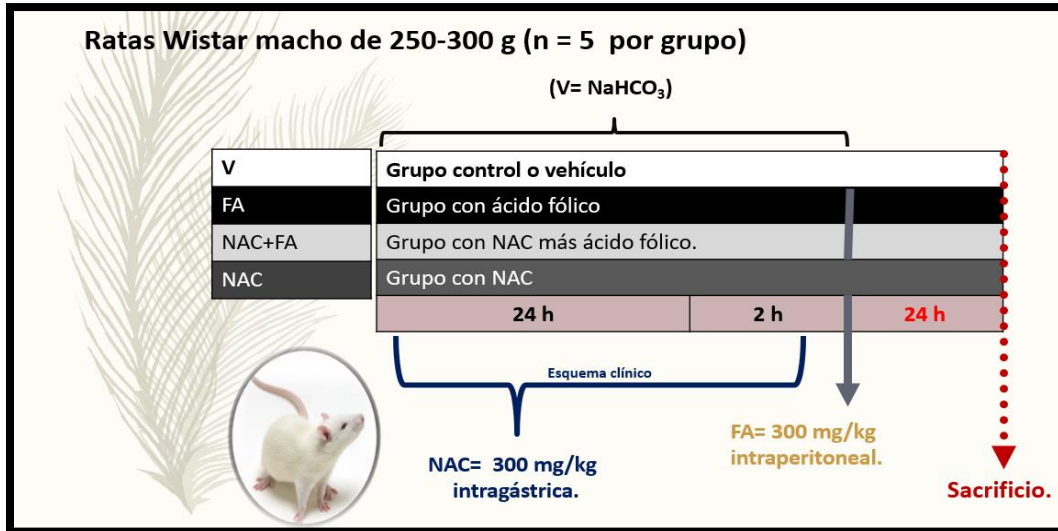 Ratas Wistar macho de 250-300 g (n = 5 por grupo)
(V= NaHCO₃)
V Grupo control o vehículo
FA Grupo con ácido fólico
NAC+FA Grupo con NAC más ácido fólico.
NAC Grupo con NAC
24 h 2 h 24 h
Esquema clínico
NAC= 300 mg/kg
intragástrica.
FA= 300 mg/kg
intraperitoneal.
Sacrificio.